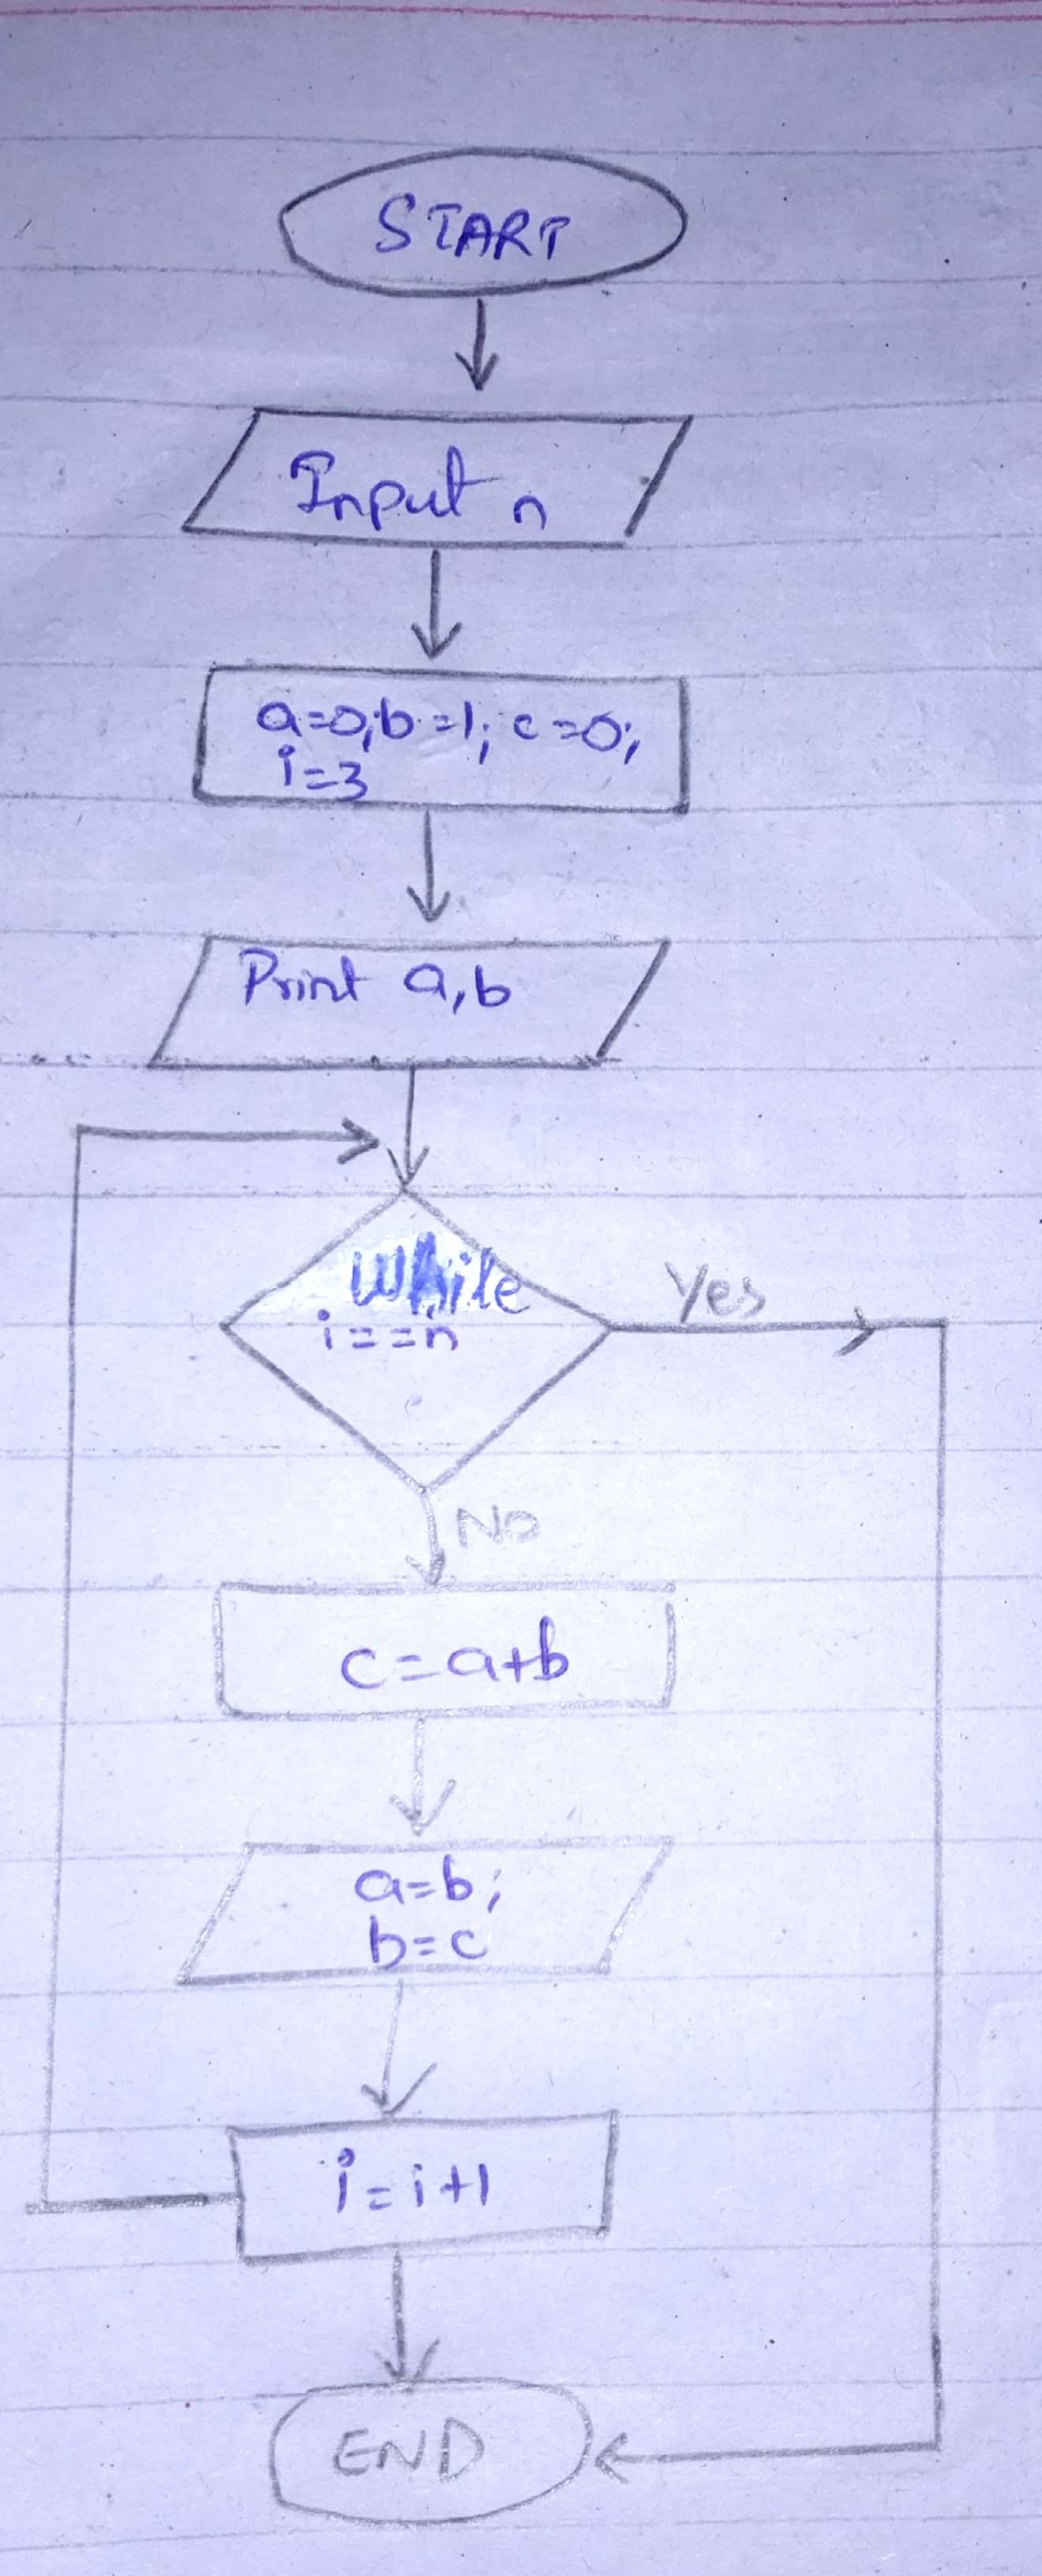 START
Input n
a=0;b=1; c=0;
i=3
Print a,b
While
i==n
Yes
No
c=a+b
a=b;
b=c
i=i+1
END